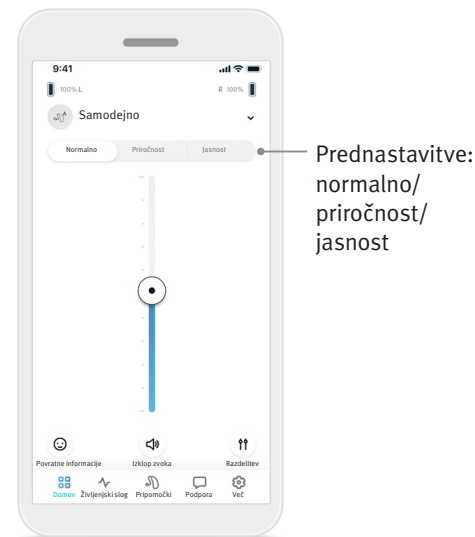 9:41
100% L
R 100%
A
Samodejno
Normalno Priročnost Jasnost
Prednastavitve:
normalno/
priročnost/
jasnost
Povratne informacije Izklop zvoka Razdelitev
Domov Življenjski slog Pripomočki Podpora Več